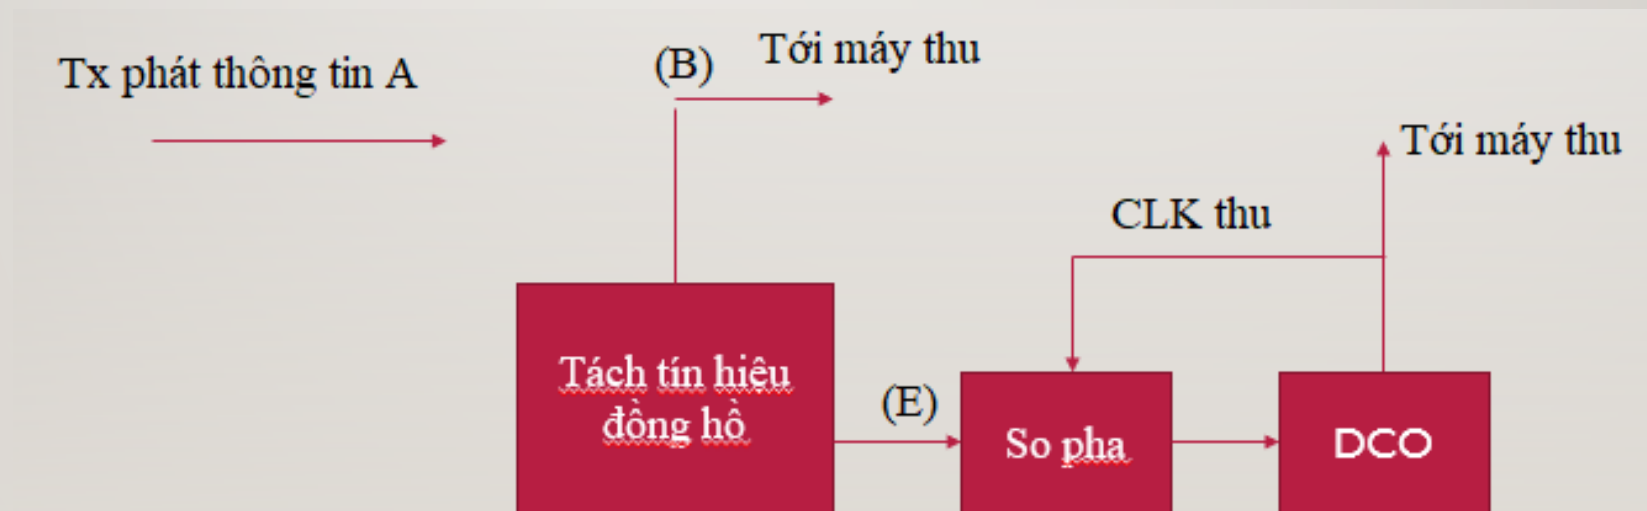 Tx phát thông tin A
(B)
Tới máy thu
Tới máy thu
CLK thu
Tách tín hiệu
đồng hồ
(E)
So pha
DCO